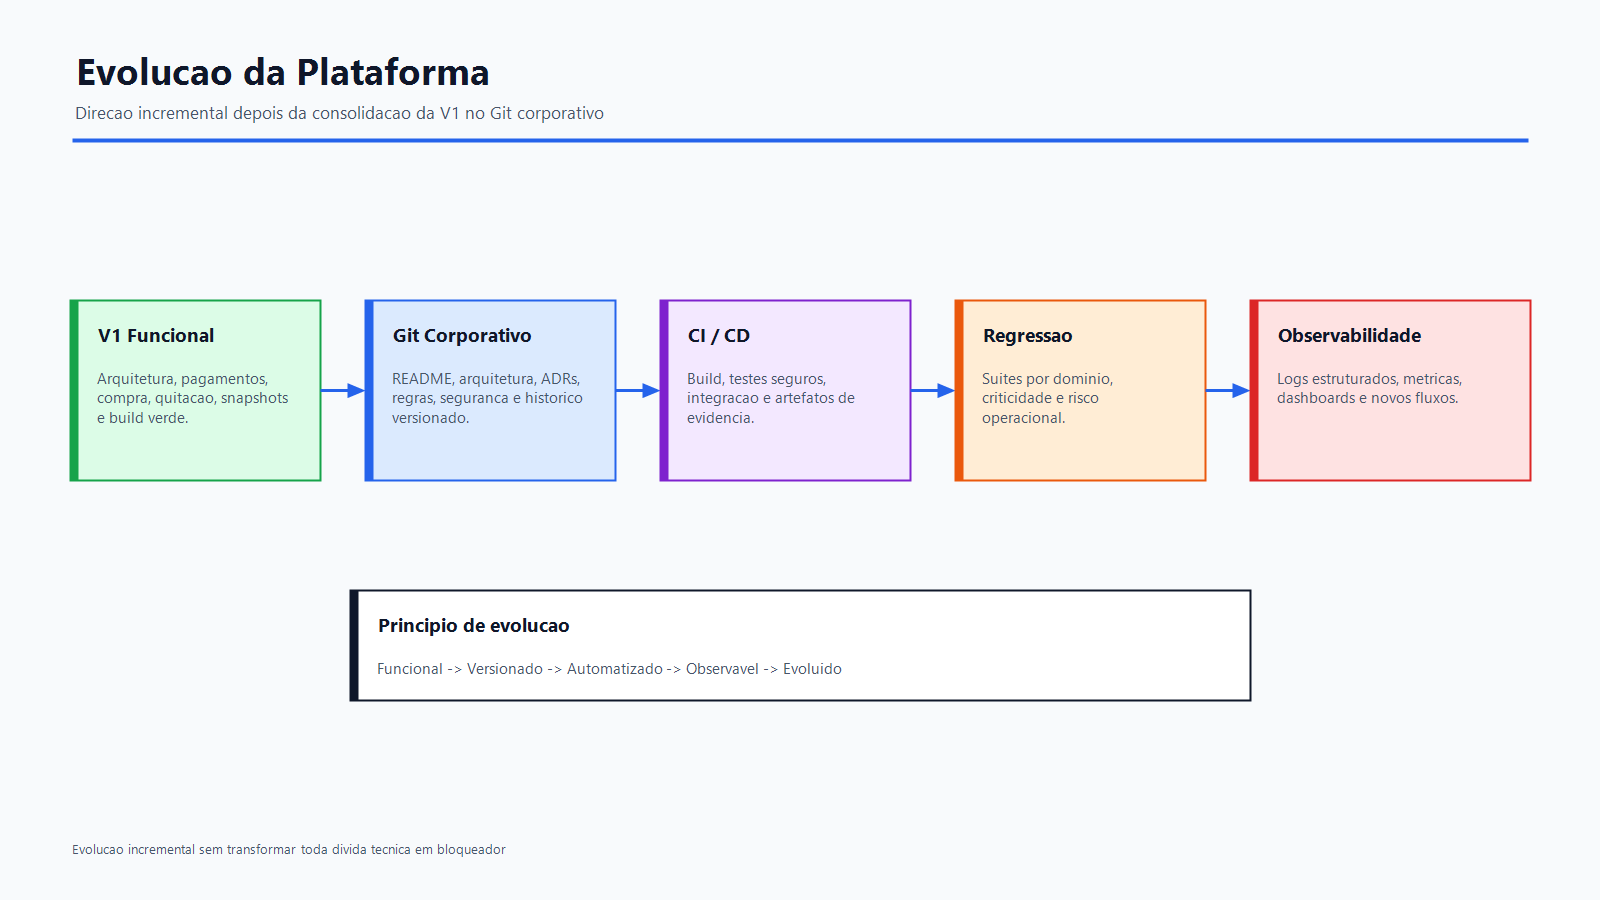 Evolucao da Plataforma
Direcao incremental depois da consolidacao da V1 no Git corporativo
V1 Funcional
Arquitetura, pagamentos,
compra, quitacao, snapshots
e build verde.
Git Corporativo
README, arquitetura, ADRs,
regras, seguranca e historico
versionado.
CI / CD
Build, testes seguros,
integracao e artefatos de
evidencia.
Regressao
Suites por dominio,
criticidade e risco
operacional.
Observabilidade
Logs estruturados, metricas,
dashboards e novos fluxos.
Principio de evolucao
Funcional -> Versionado -> Automatizado -> Observavel -> Evoluido
Evolucao incremental sem transformar toda divida tecnica em bloqueador